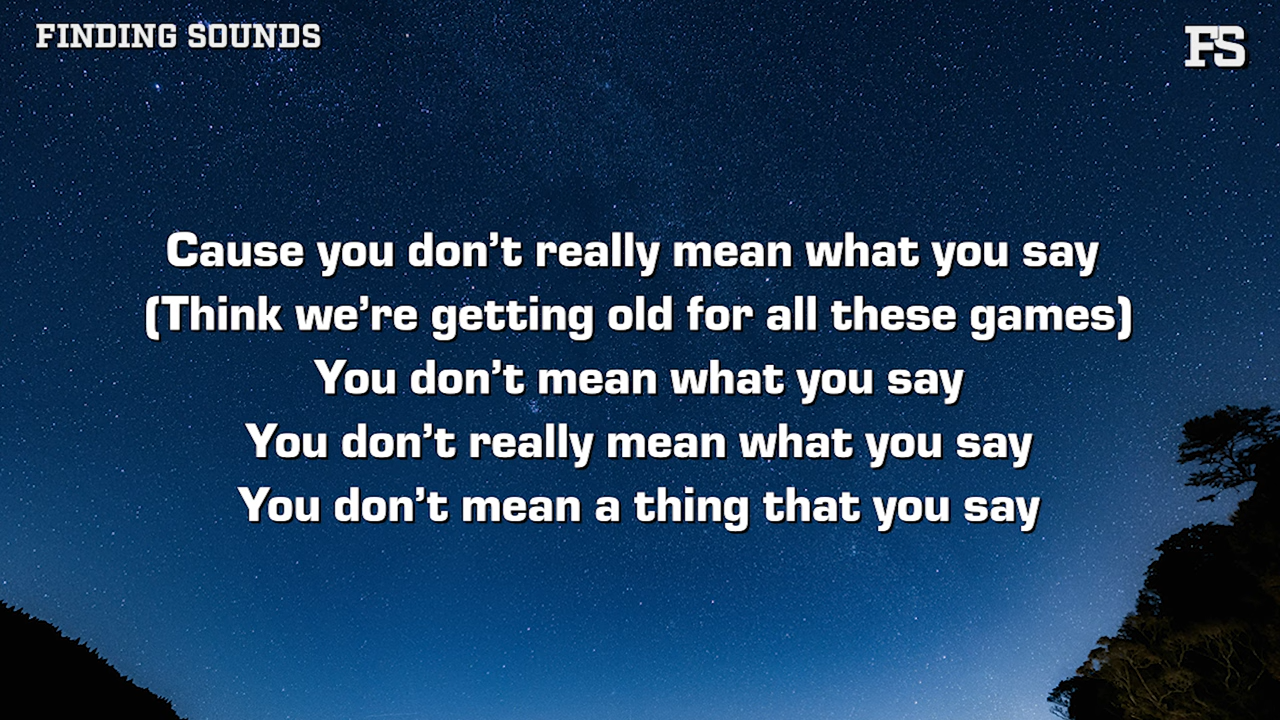 FINDING SOUNDS
FS
Cause you don’t really mean what you say
(Think we’re getting old for all these games)
You don’t mean what you say
You don’t really mean what you say
You don’t mean a thing that you say